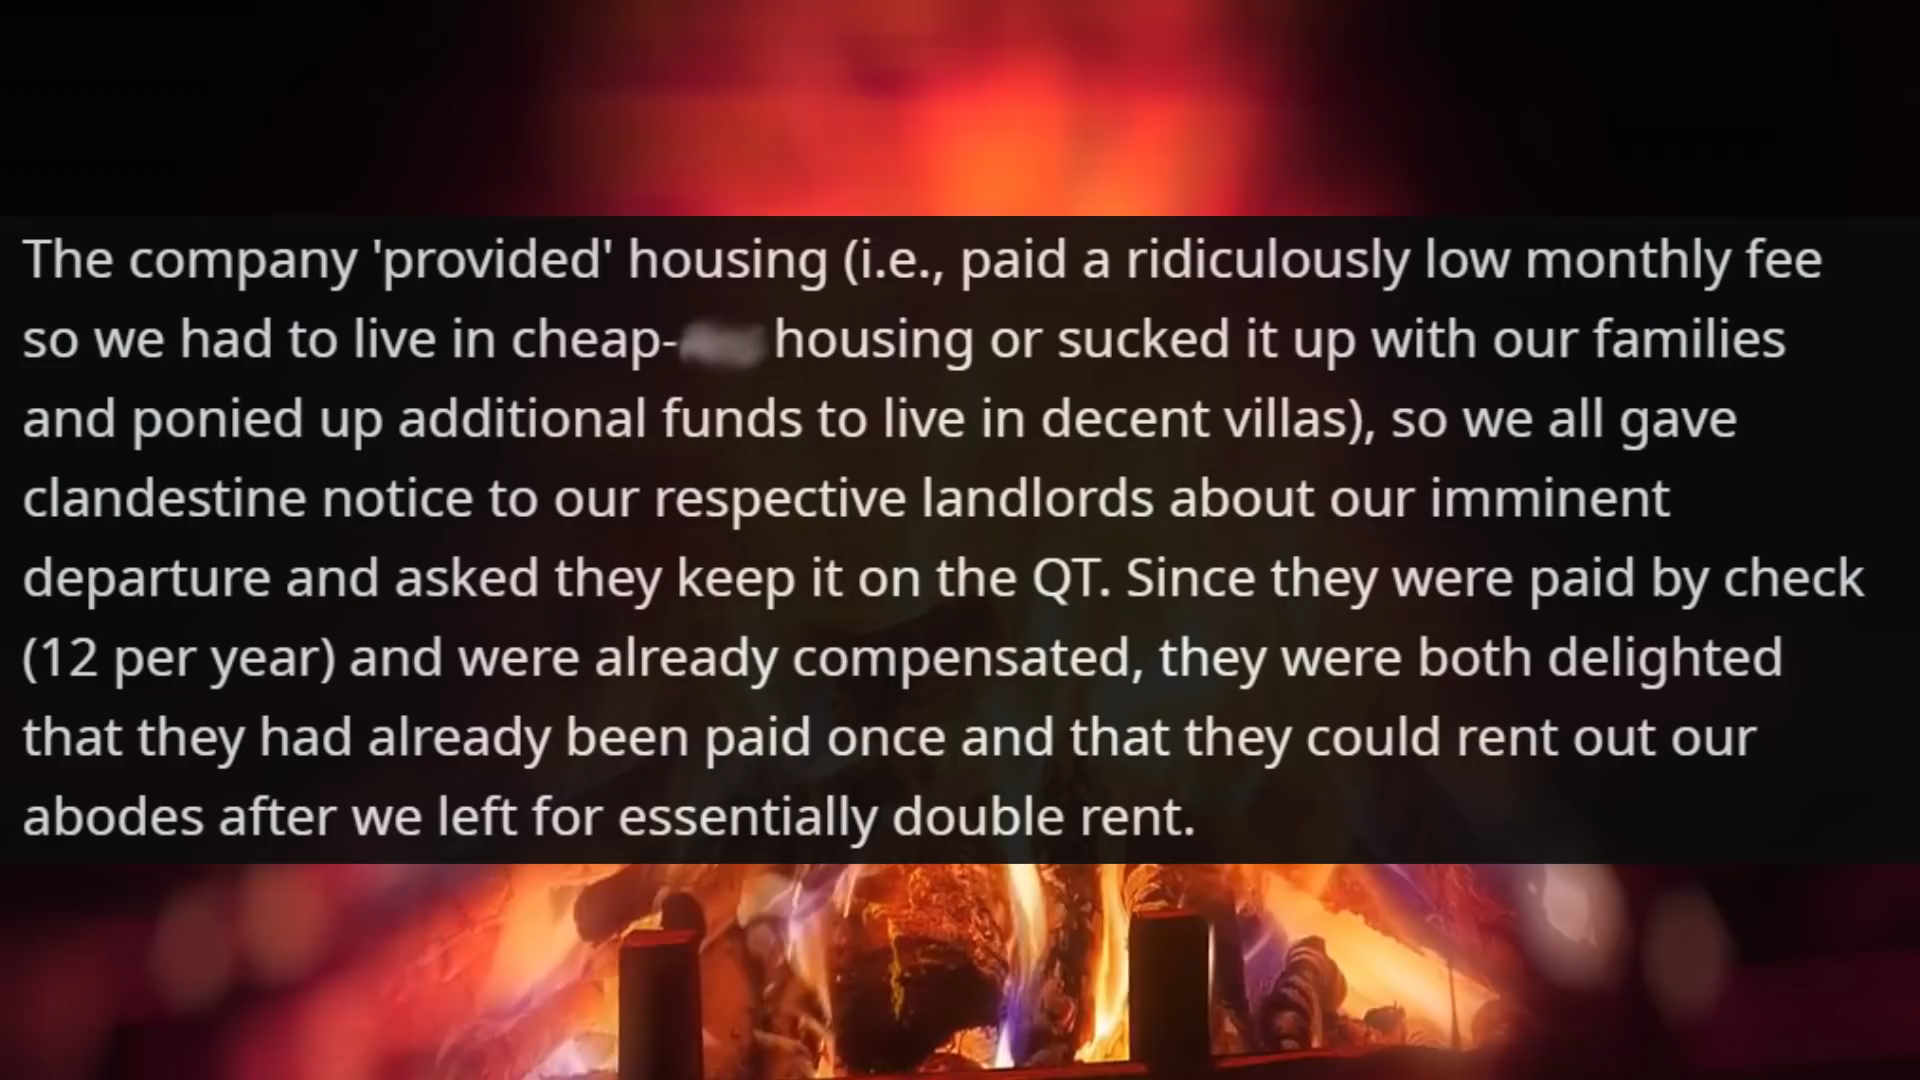 The company 'provided' housing (i.e., paid a ridiculously low monthly fee
so we had to live in cheap- housing or sucked it up with our families
and ponied up additional funds to live in decent villas), so we all gave
clandestine notice to our respective landlords about our imminent
departure and asked they keep it on the QT. Since they were paid by check
(12 per year) and were already compensated, they were both delighted
that they had already been paid once and that they could rent out our
abodes after we left for essentially double rent.